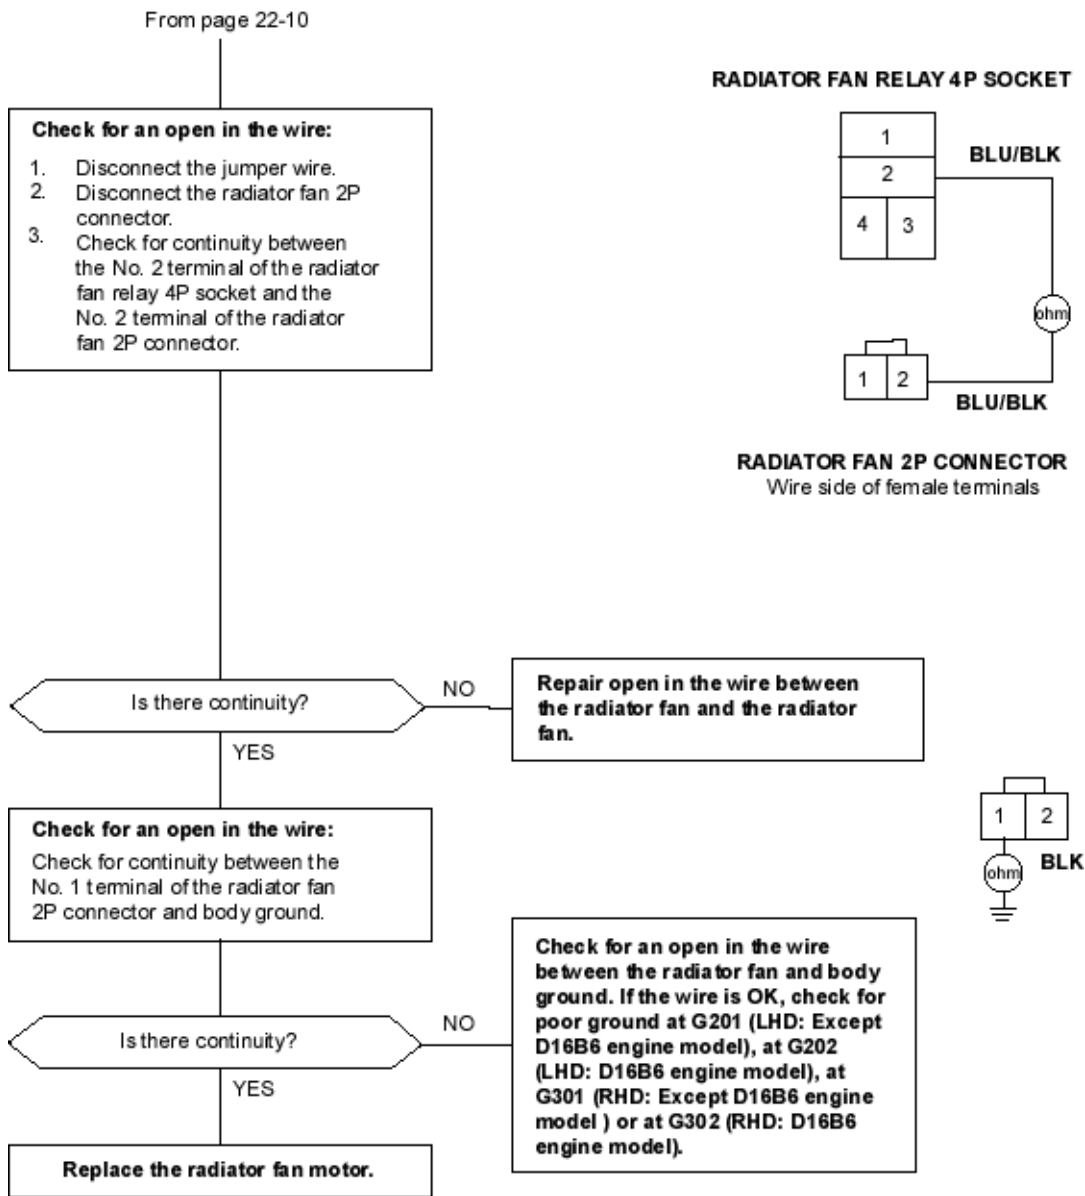 From page 22-10
Check for an open in the wire:
1. Disconnect the jumper wire.
2. Disconnect the radiator fan 2P
connector.
3. Check for continuity between
the No. 2 terminal of the radiator
fan relay 4P socket and the
No. 2 terminal of the radiator
fan 2P connector.
RADIATOR FAN RELAY 4P SOCKET
1
BLU/BLK
2
4 3
ohm
1 2
BLU/BLK
RADIATOR FAN 2P CONNECTOR
Wire side of female terminals
Is there continuity?
NO
Repair open in the wire between
the radiator fan and the radiator
fan.
YES
Check for an open in the wire:
Check for continuity between the
No. 1 terminal of the radiator fan
2P connector and body ground.
1 2
BLK
ohm
Is there continuity?
NO
Check for an open in the wire
between the radiator fan and body
ground. If the wire is OK, check for
poor ground at G201 (LHD: Except
D16B6 engine model), at G202
(LHD: D16B6 engine model), at
G301 (RHD: Except D16B6 engine
model ) or at G302 (RHD: D16B6
engine model).
YES
Replace the radiator fan motor.